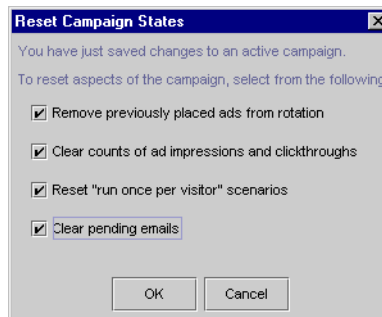 Reset Campaign States
You have just saved changes to an active campaign.
To reset aspects of the campaign, select from the following
Remove previously placed ads from rotation
Clear counts of ad impressions and clickthroughs
Reset "run once per visitor" scenarios
Clear pending emails
OK Cancel